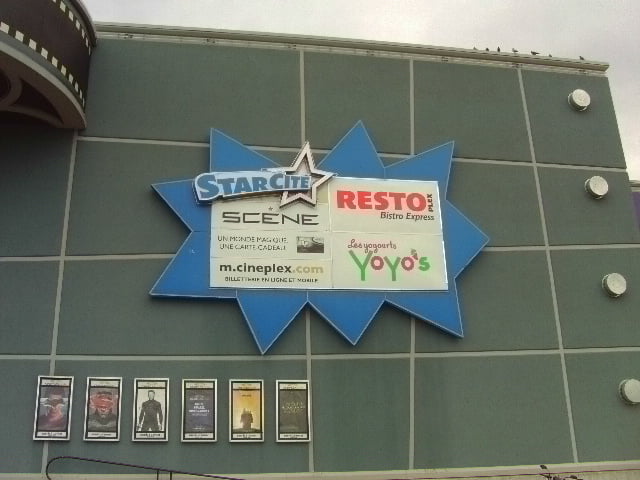 STARCITÉ
SCÈNE
UN MONDE MAGIQUE,
UNE CARTE-CADEAU
m.cineplex.com
BILLETTERIE EN LIGNE ET MOBILE
RESTO PLEX
Bistro Express
Les yogourts
YoYo's